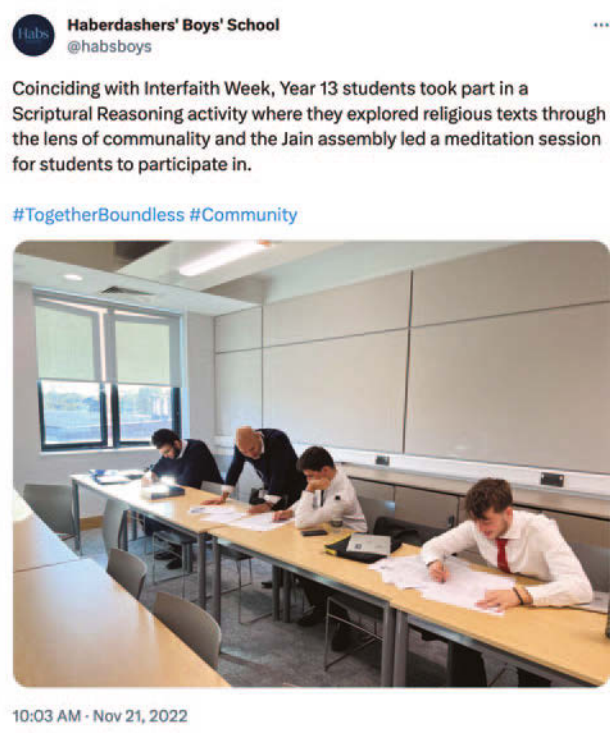 Habs
Haberdashers' Boys' School
@habsboys
Coinciding with Interfaith Week, Year 13 students took part in a
Scriptural Reasoning activity where they explored religious texts through
the lens of communality and the Jain assembly led a meditation session
for students to participate in.
#TogetherBoundless #Community
10:03 AM · Nov 21, 2022